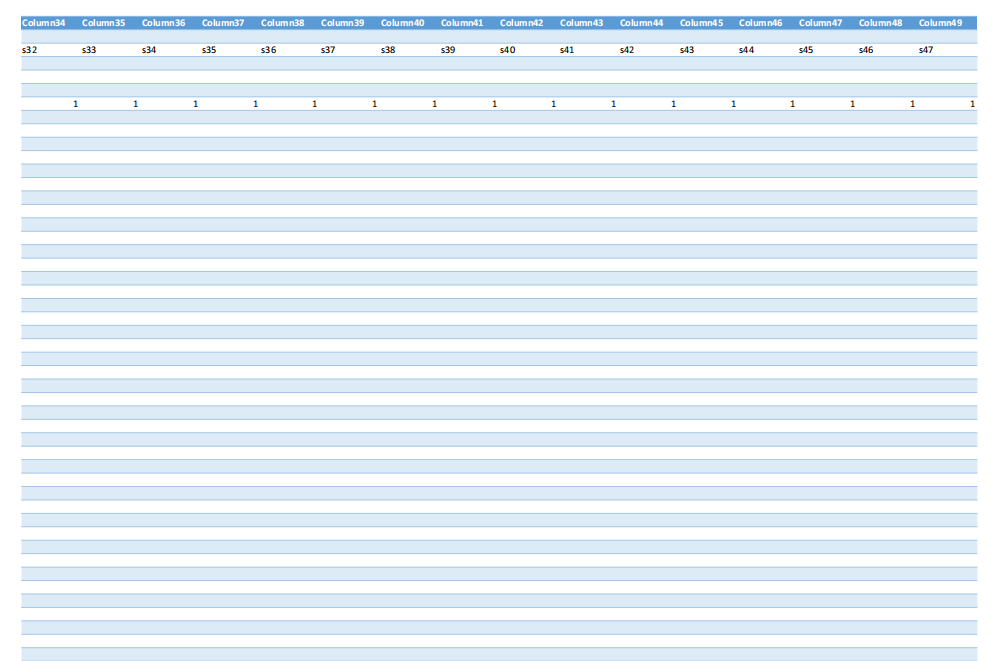 Column34 Column35 Column36 Column37 Column38 Column39 Column40 Column41 Column42 Column43 Column44 Column45 Column46 Column47 Column48 Column49
s32 s33 s34 s35 s36 s37 s38 s39 s40 s41 s42 s43 s44 s45 s46 s47
1 1 1 1 1 1 1 1 1 1 1 1 1 1 1 1